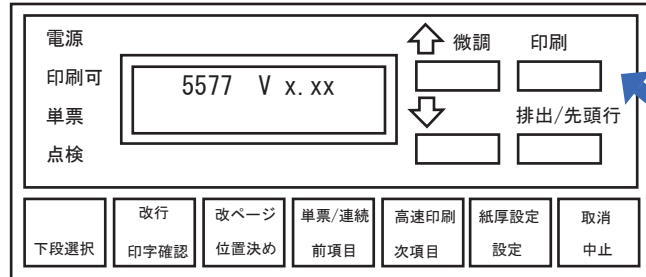 電源
印刷可
単票
点検
5577 V x.xx
微調
印刷
排出/先頭行
下段選択
改行
印字確認
改ページ
位置決め
単票/連続
前項目
高速印刷
次項目
紙厚設定
設定
取消
中止